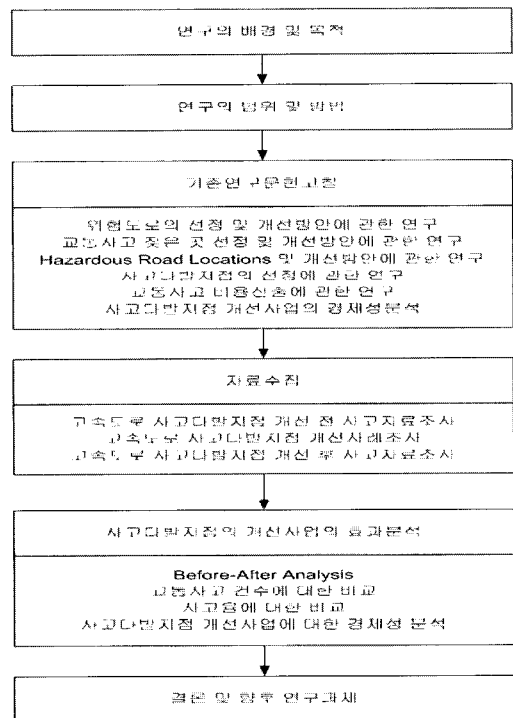 연구의 배경 및 목적
연구의 범위 및 방법
기존연구문헌고찰
위험도로의 선정 및 개선방안에 관한 연구
교통사고 잦은 곳 선정 및 개선방안에 관한 연구
Hazardous Road Locations 및 개선방안에 관한 연구
사고다발지점의 선정에 관한 연구
교통사고 비용산출에 관한 연구
사고다발지점 개선사업의 경제성분석
자료수집
고속도로 사고다발지점 개선 전 사고자료조사
고속도로 사고다발지점 개선사례조사
고속도로 사고다발지점 개선 후 사고자료조사
사고다발지점의 개선사업의 효과분석
Before-After Analysis
교통사고 건수에 대한 비교
사고율에 대한 비교
사고다발지점 개선사업에 대한 경제성 분석
결론 및 향후 연구과제